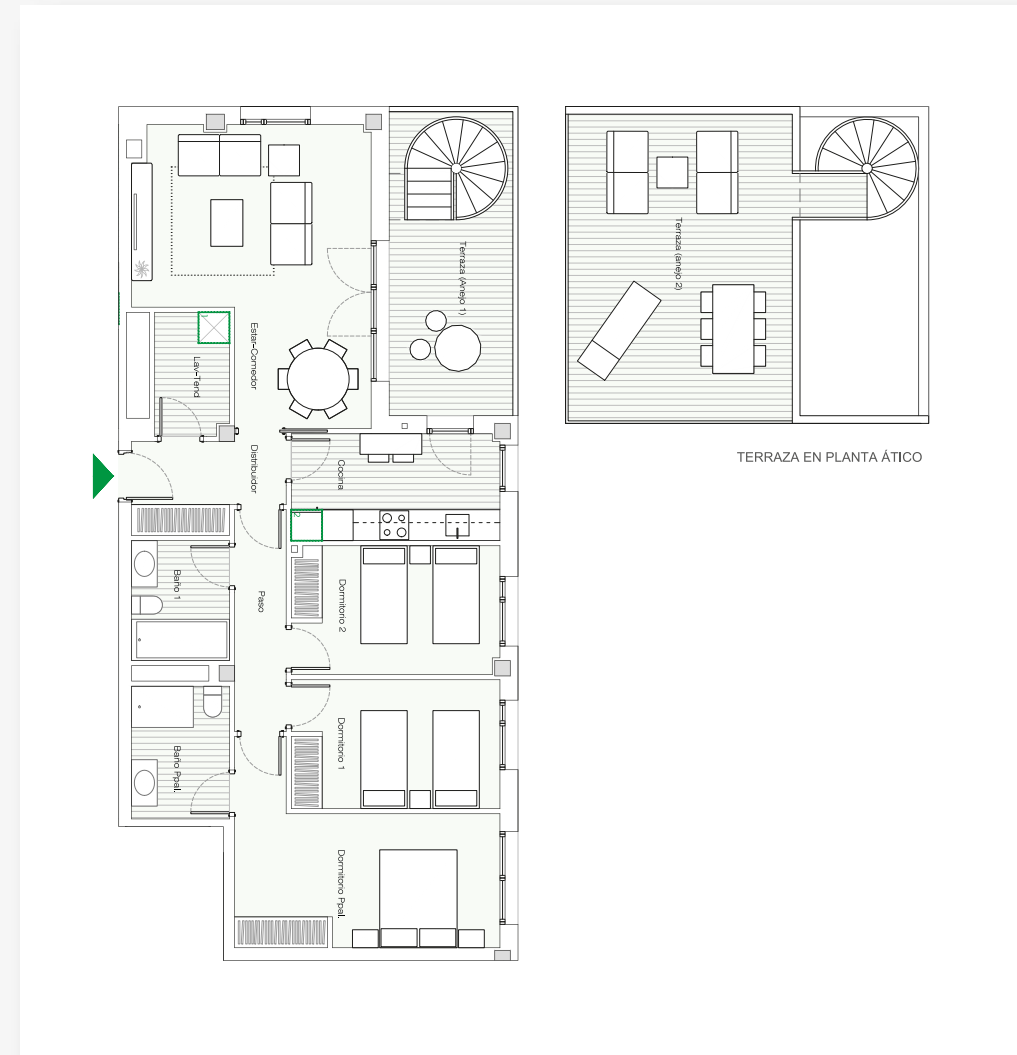 Terraza (Anejo 1)
Terraza (anejo 2)
Estar-Comedor
Lav-Tend
TERRAZA EN PLANTA ÁTICO
Distribuidor
Cocina
2
Baño 1
Paso
Dormitorio 2
Baño Ppal.
Dormitorio 1
Dormitorio Ppal.